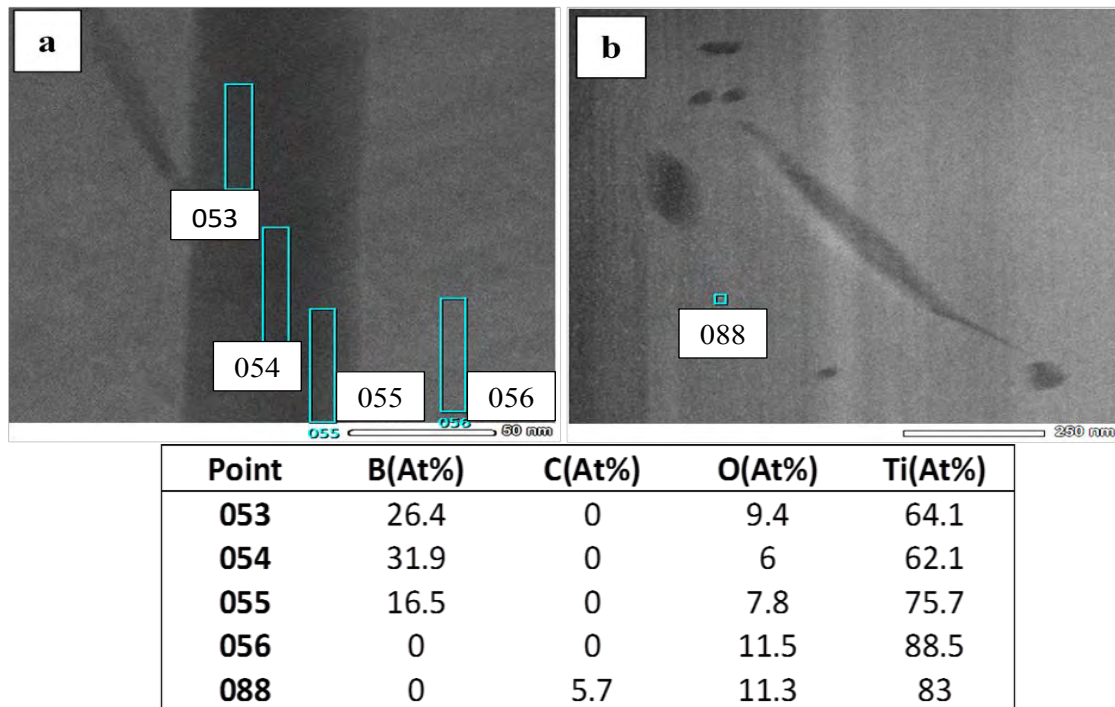 a
b
053
054
055
056
088
055
056
50 nm
250 nm
Point B(At%) C(At%) O(At%) Ti(At%)
053 26.4 0 9.4 64.1
054 31.9 0 6 62.1
055 16.5 0 7.8 75.7
056 0 0 11.5 88.5
088 0 5.7 11.3 83